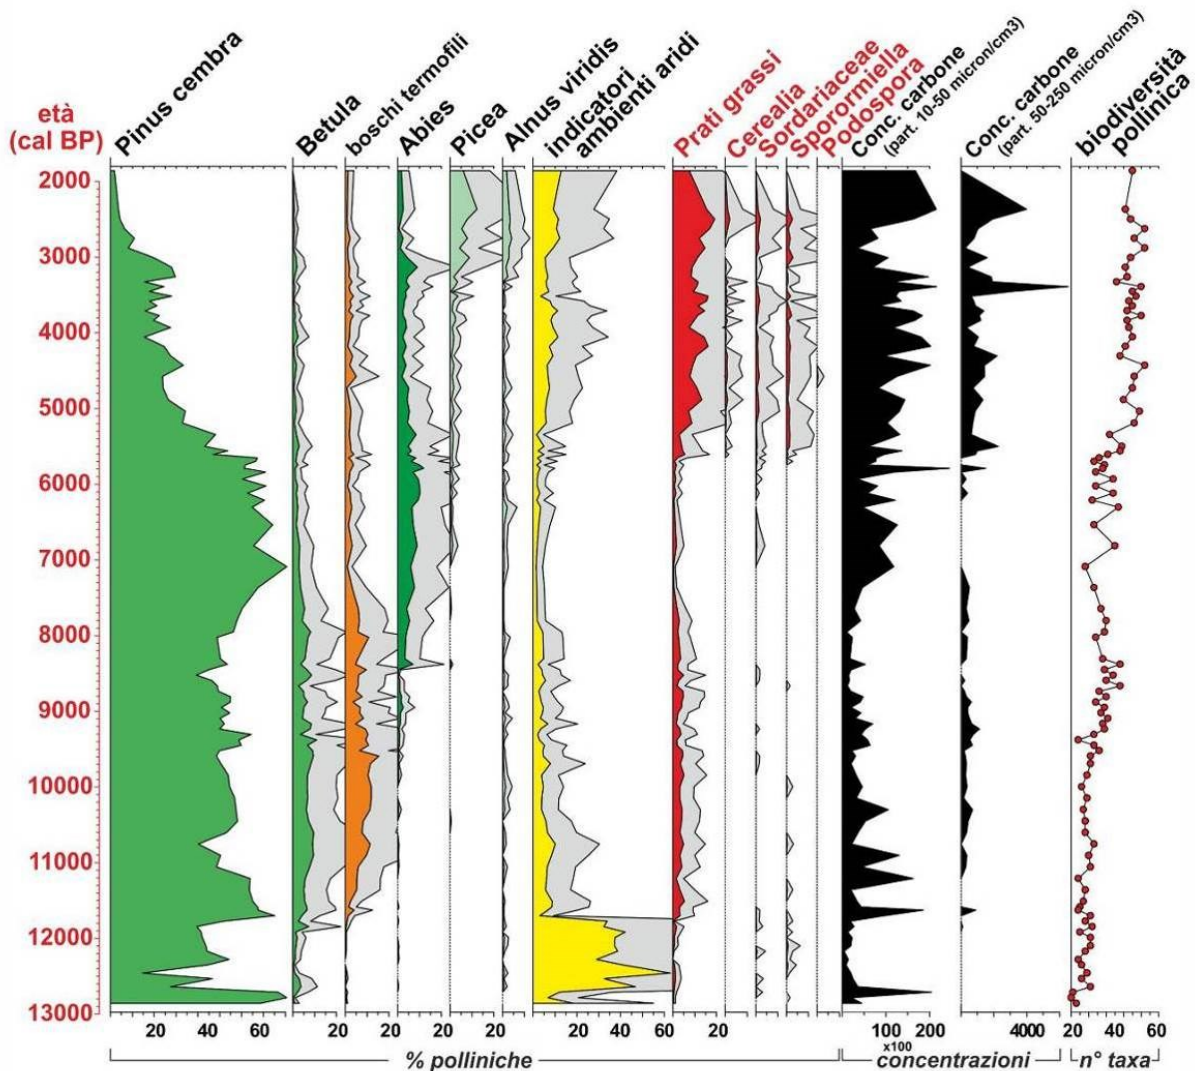 età
(cal BP)
Pinus cembra
Betula
boschi termofili
Abies
Picea
Alnus viridis
indicatori
ambienti aridi
Prati grassi
Cerealia
Sordariaceae
Sporormiella
Podospora
Conc. carbone
(part. 10-50 micron/cm3)
Conc. carbone
(part. 50-250 micron/cm3)
biodiversità
pollinica
2000
3000
4000
5000
6000
7000
8000
9000
10000
11000
12000
13000
20 40 60 20 20 20 20 20 20 40 60 20 100 200 4000 20 40 60
x100
% polliniche concentrazioni n° taxa